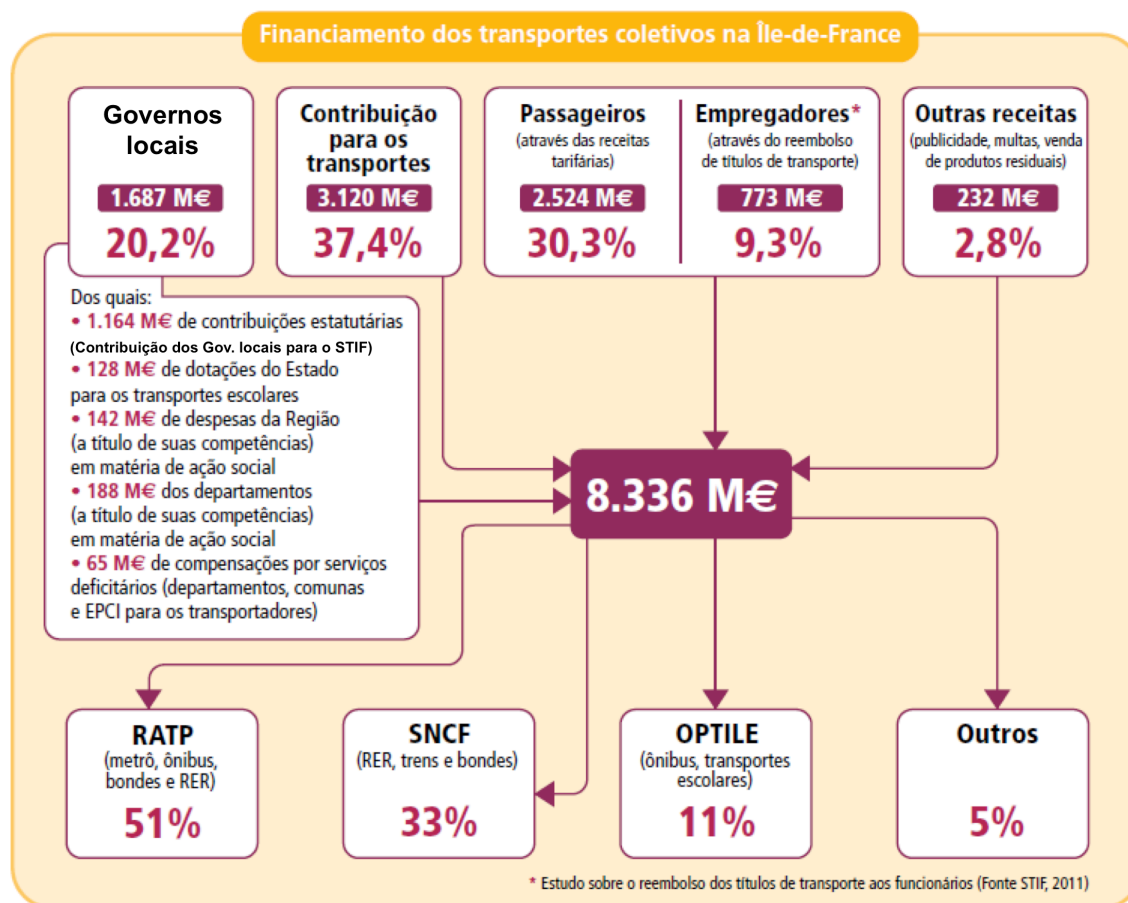 Financiamento dos transportes coletivos na Île-de-France
Governos
locais
1.687 M€
20,2%
Contribuição
para os
transportes
3.120 M€
37,4%
Passageiros
(através das receitas
tarifárias)
2.524 M€
30,3%
Empregadores*
(através do reembolso
de títulos de transporte)
773 M€
9,3%
Outras receitas
(publicidade, multas, venda
de produtos residuais)
232 M€
2,8%
Dos quais:
• 1.164 M€ de contribuições estatutárias
(Contribuição dos Gov. locais para o STIF)
• 128 M€ de dotações do Estado
para os transportes escolares
• 142 M€ de despesas da Região
(a título de suas competências)
em matéria de ação social
• 188 M€ dos departamentos
(a título de suas competências)
em matéria de ação social
• 65 M€ de compensações por serviços
deficitários (departamentos, comunas
e EPCI para os transportadores)
8.336 M€
RATP
(metrô, ônibus,
bondes e RER)
51%
SNCF
(RER, trens e bondes)
33%
OPTILE
(ônibus, transportes
escolares)
11%
Outros
5%
* Estudo sobre o reembolso dos títulos de transporte aos funcionários (Fonte STIF, 2011)